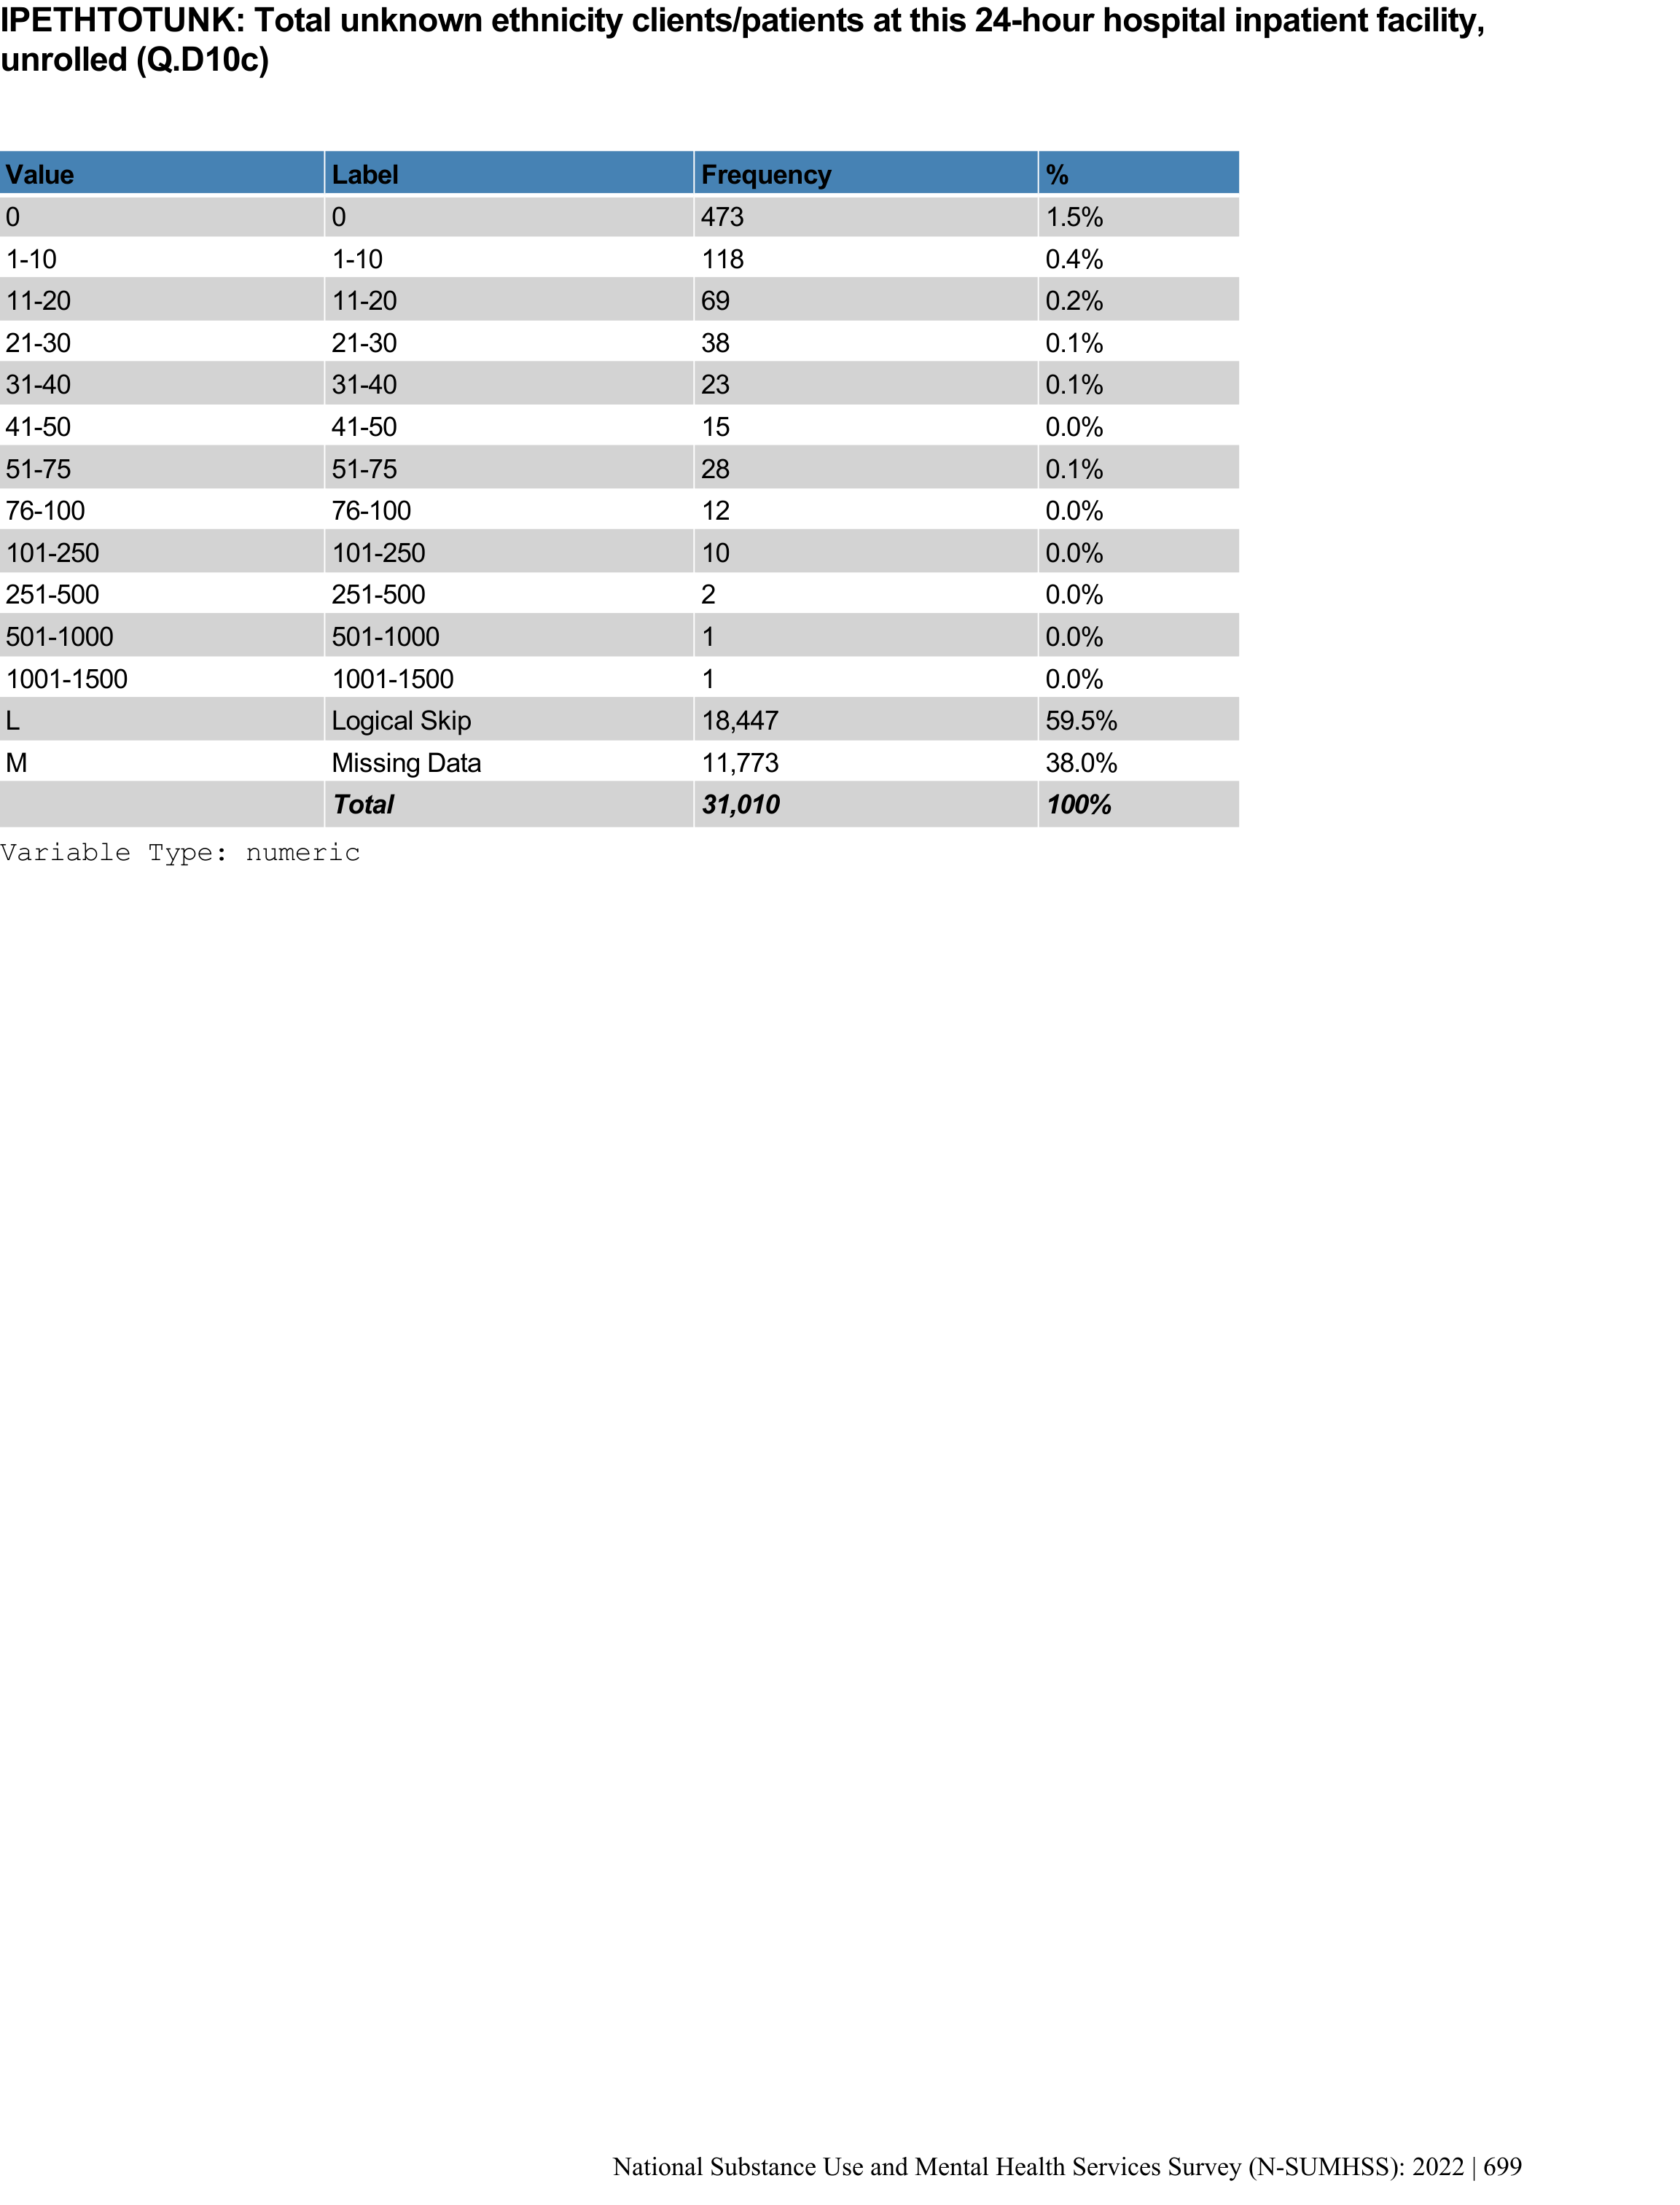 IPETHTOTUNK: Total unknown ethnicity clients/patients at this 24-hour hospital inpatient facility,
unrolled (Q.D10c)
Value Label Frequency %
0 0 473 1.5%
1-10 1-10 118 0.4%
11-20 11-20 69 0.2%
21-30 21-30 38 0.1%
31-40 31-40 23 0.1%
41-50 41-50 15 0.0%
51-75 51-75 28 0.1%
76-100 76-100 12 0.0%
101-250 101-250 10 0.0%
251-500 251-500 2 0.0%
501-1000 501-1000 1 0.0%
1001-1500 1001-1500 1 0.0%
L Logical Skip 18,447 59.5%
M Missing Data 11,773 38.0%
Total 31,010 100%
Variable Type: numeric
National Substance Use and Mental Health Services Survey (N-SUMHSS): 2022 | 699